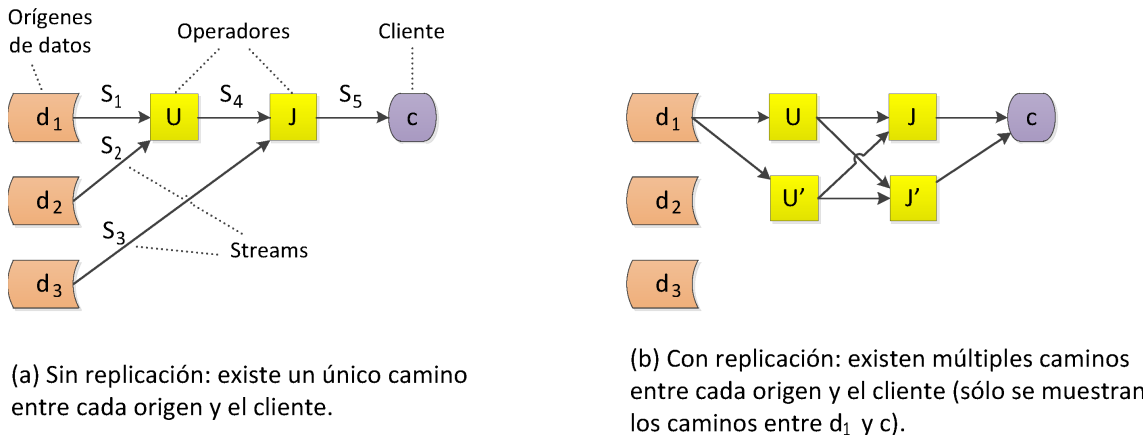 Orígenes
de datos
Operadores
Cliente
d1 S1 U S4 J S5 c
S2
d2
S3
Streams
d3
(a) Sin replicación: existe un único camino
entre cada origen y el cliente.
d1 U J c
d2 U’ J’
d3
(b) Con replicación: existen múltiples caminos
entre cada origen y el cliente (sólo se muestran
los caminos entre d1 y c).